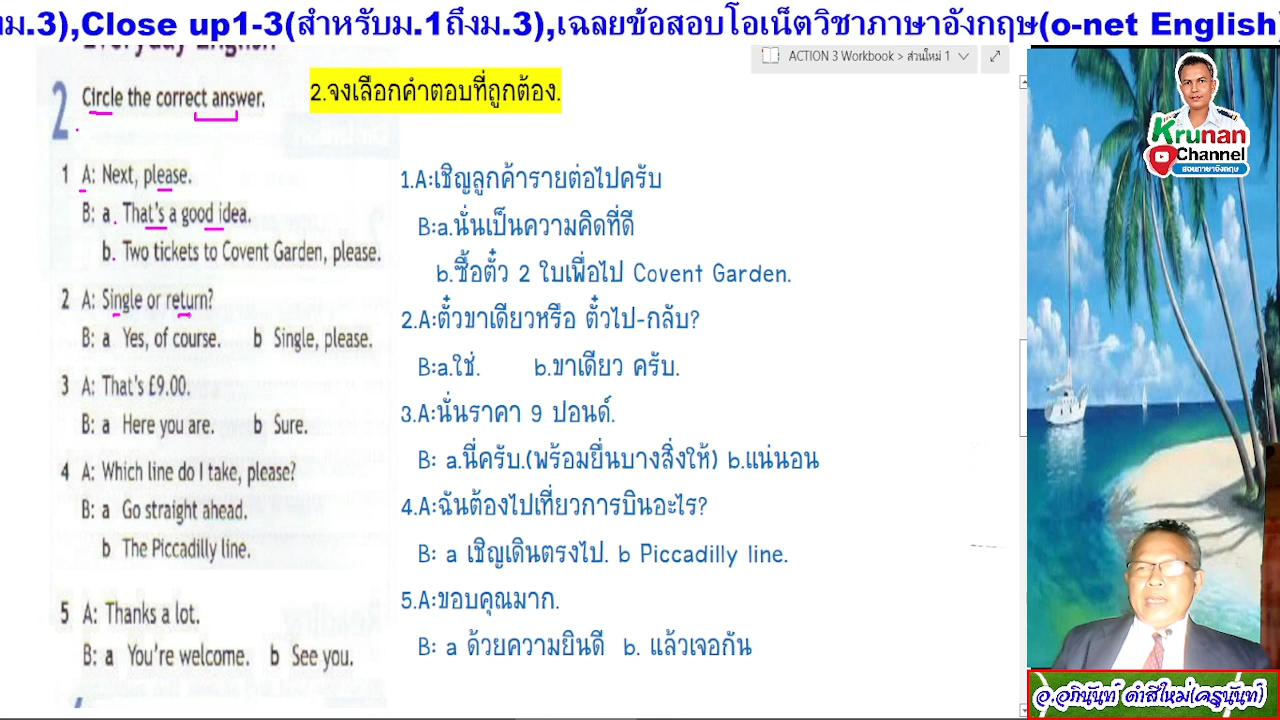 ม.3),Close up1-3(สำหรับม.1ถึงม.3),เฉลยข้อสอบโอเน็ตวิชาภาษาอังกฤษ(o-net English)
Everyday English
ACTION 3 Workbook > ส่วนใหม่ 1
2 Circle the correct answer.
2.จงเลือกคำตอบที่ถูกต้อง.
1 A: Next, please.
B: a. That's a good idea.
b. Two tickets to Covent Garden, please.
2 A: Single or return?
B: a Yes, of course. b Single, please.
3 A: That's £9.00.
B: a Here you are. b Sure.
4 A: Which line do I take, please?
B: a Go straight ahead.
b The Piccadilly line.
5 A: Thanks a lot.
B: a You're welcome. b See you.
1.A:เชิญลูกค้ารายต่อไปครับ
B:a.นั่นเป็นความคิดที่ดี
b.ซื้อตั๋ว 2 ใบเพื่อไป Covent Garden.
2.A:ตั๋วขาเดียวหรือ ตั๋วไป-กลับ?
B:a.ใช่. b.ขาเดียว ครับ.
3.A:นั่นราคา 9 ปอนด์.
B: a.นี่ครับ.(พร้อมยื่นบางสิ่งให้) b.แน่นอน
4.A:ฉันต้องไปเที่ยวการบินอะไร?
B: a เชิญเดินตรงไป. b Piccadilly line.
5.A:ขอบคุณมาก.
B: a ด้วยความยินดี b. แล้วเจอกัน
Krunan
Channel
สอนภาษาอังกฤษ
อ.อภินันท์ ดำสีใหม่(ครูนันท์)